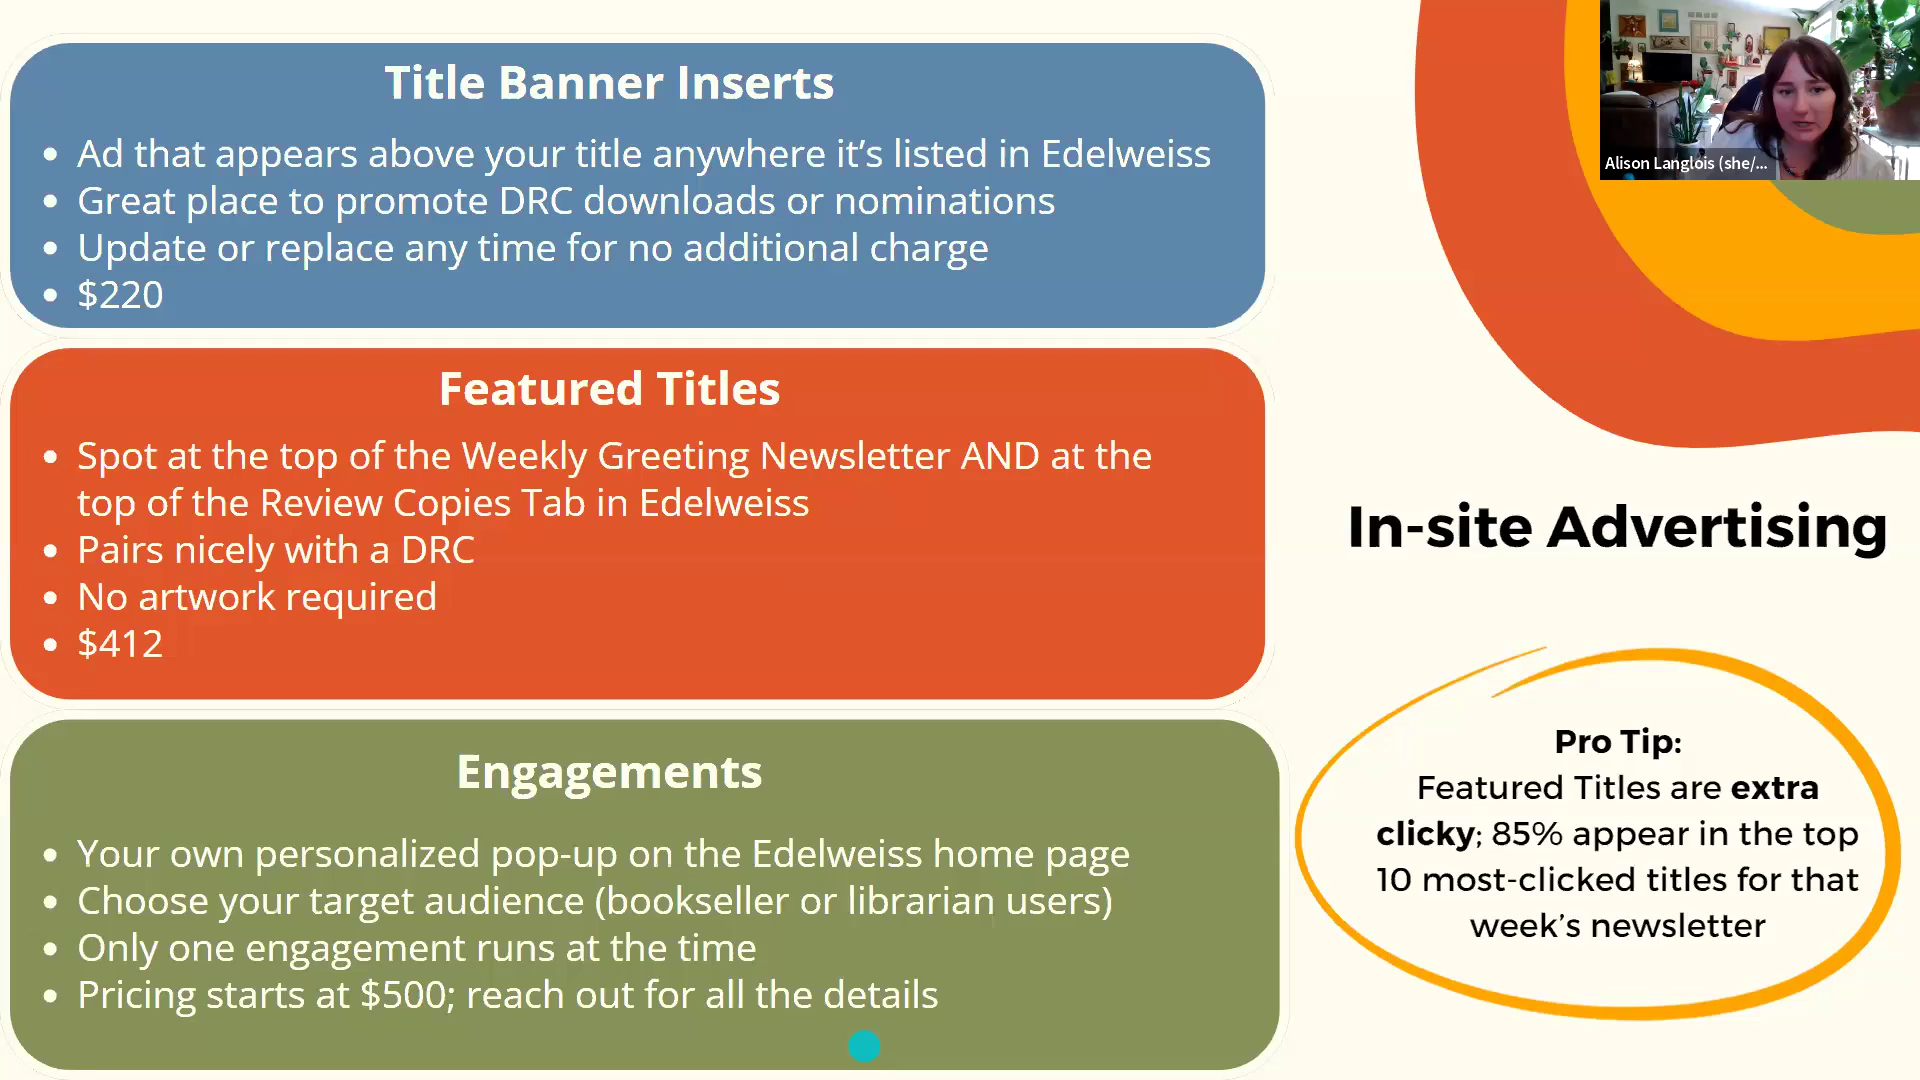 Title Banner Inserts
• Ad that appears above your title anywhere it’s listed in Edelweiss
• Great place to promote DRC downloads or nominations
• Update or replace any time for no additional charge
• $220
Featured Titles
• Spot at the top of the Weekly Greeting Newsletter AND at the
top of the Review Copies Tab in Edelweiss
• Pairs nicely with a DRC
• No artwork required
• $412
Engagements
• Your own personalized pop-up on the Edelweiss home page
• Choose your target audience (bookseller or librarian users)
• Only one engagement runs at the time
• Pricing starts at $500; reach out for all the details
Alison Langlois (she/...
In-site Advertising
Pro Tip:
Featured Titles are extra
clicky; 85% appear in the top
10 most-clicked titles for that
week’s newsletter